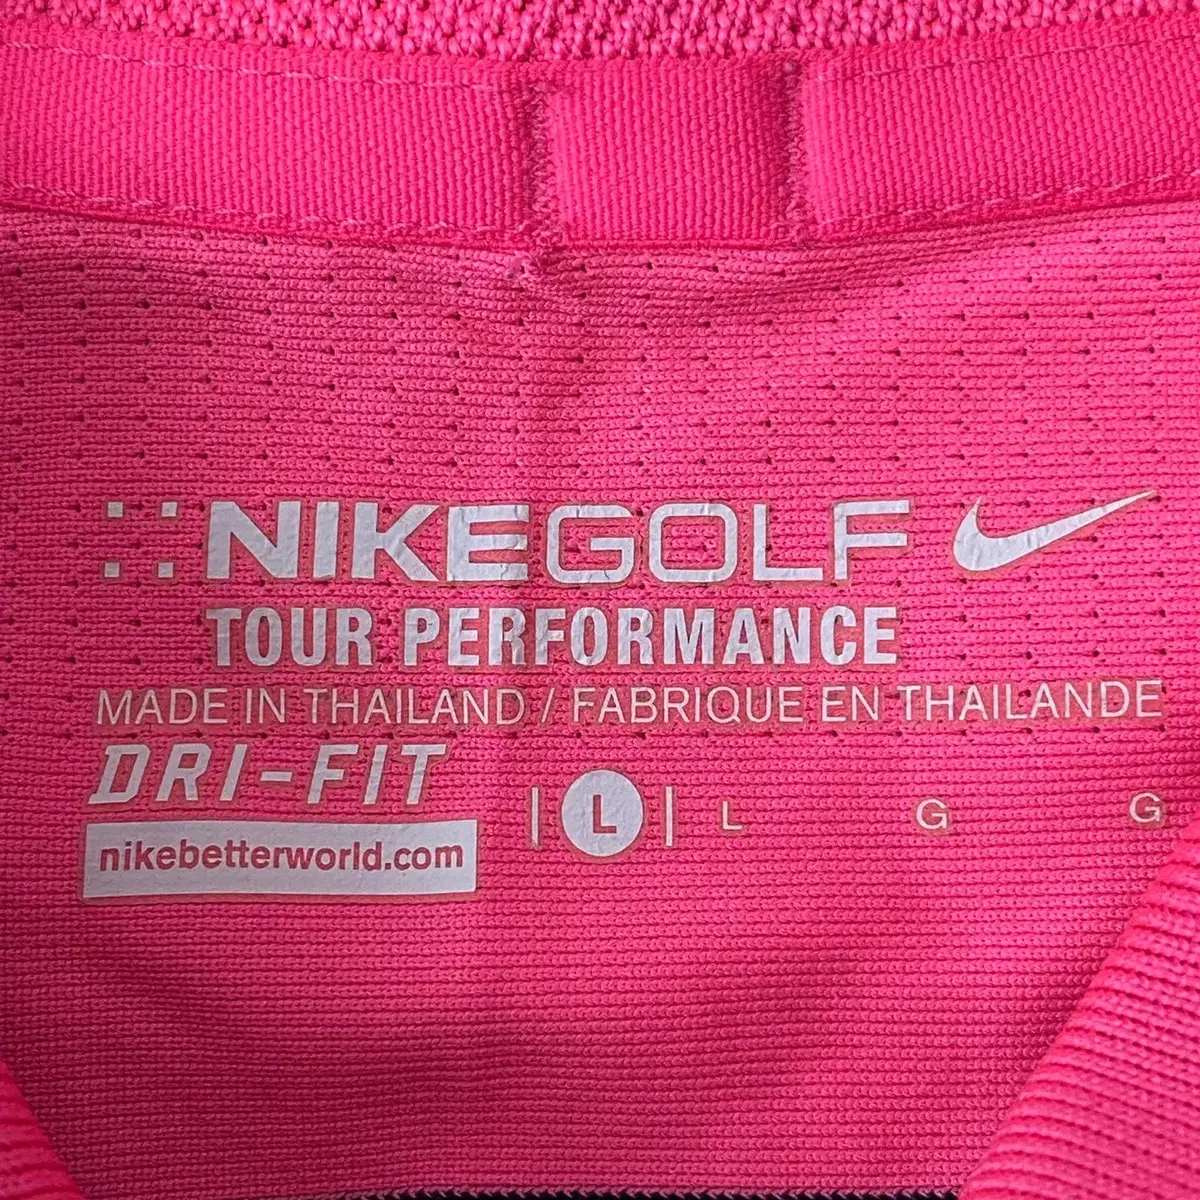 NIKEGOLF
TOUR PERFORMANCE
MADE IN THAILAND / FABRIQUE EN THAILANDE
DRI-FIT
| L | L G G
nikebetterworld.com